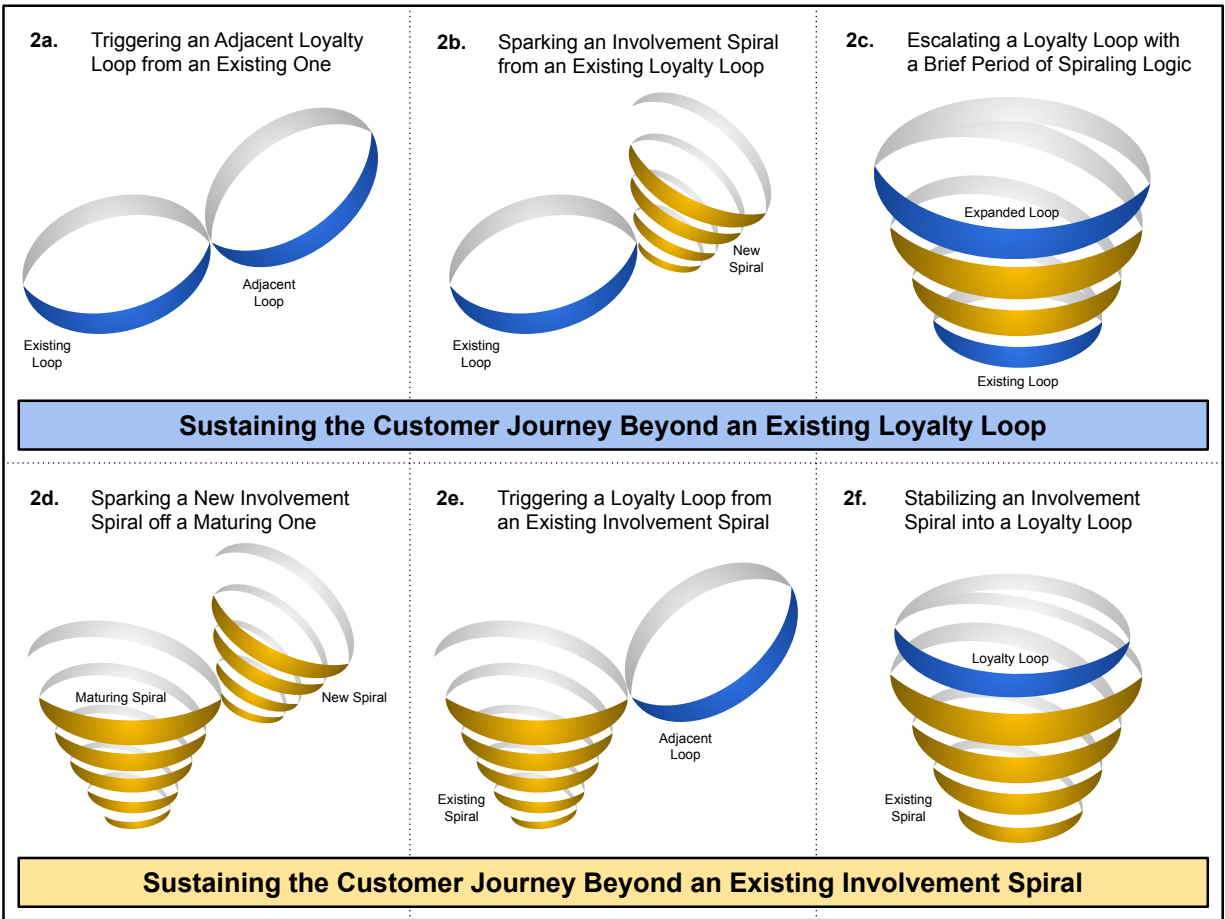 2a. Triggering an Adjacent Loyalty
Loop from an Existing One
Existing
Loop
Adjacent
Loop
2b. Sparking an Involvement Spiral
from an Existing Loyalty Loop
Existing
Loop
New
Spiral
2c. Escalating a Loyalty Loop with
a Brief Period of Spiraling Logic
Expanded Loop
Existing Loop
Sustaining the Customer Journey Beyond an Existing Loyalty Loop
2d. Sparking a New Involvement
Spiral off a Maturing One
Maturing Spiral
New Spiral
2e. Triggering a Loyalty Loop from
an Existing Involvement Spiral
Existing
Spiral
Adjacent
Loop
2f. Stabilizing an Involvement
Spiral into a Loyalty Loop
Loyalty Loop
Existing
Spiral
Sustaining the Customer Journey Beyond an Existing Involvement Spiral